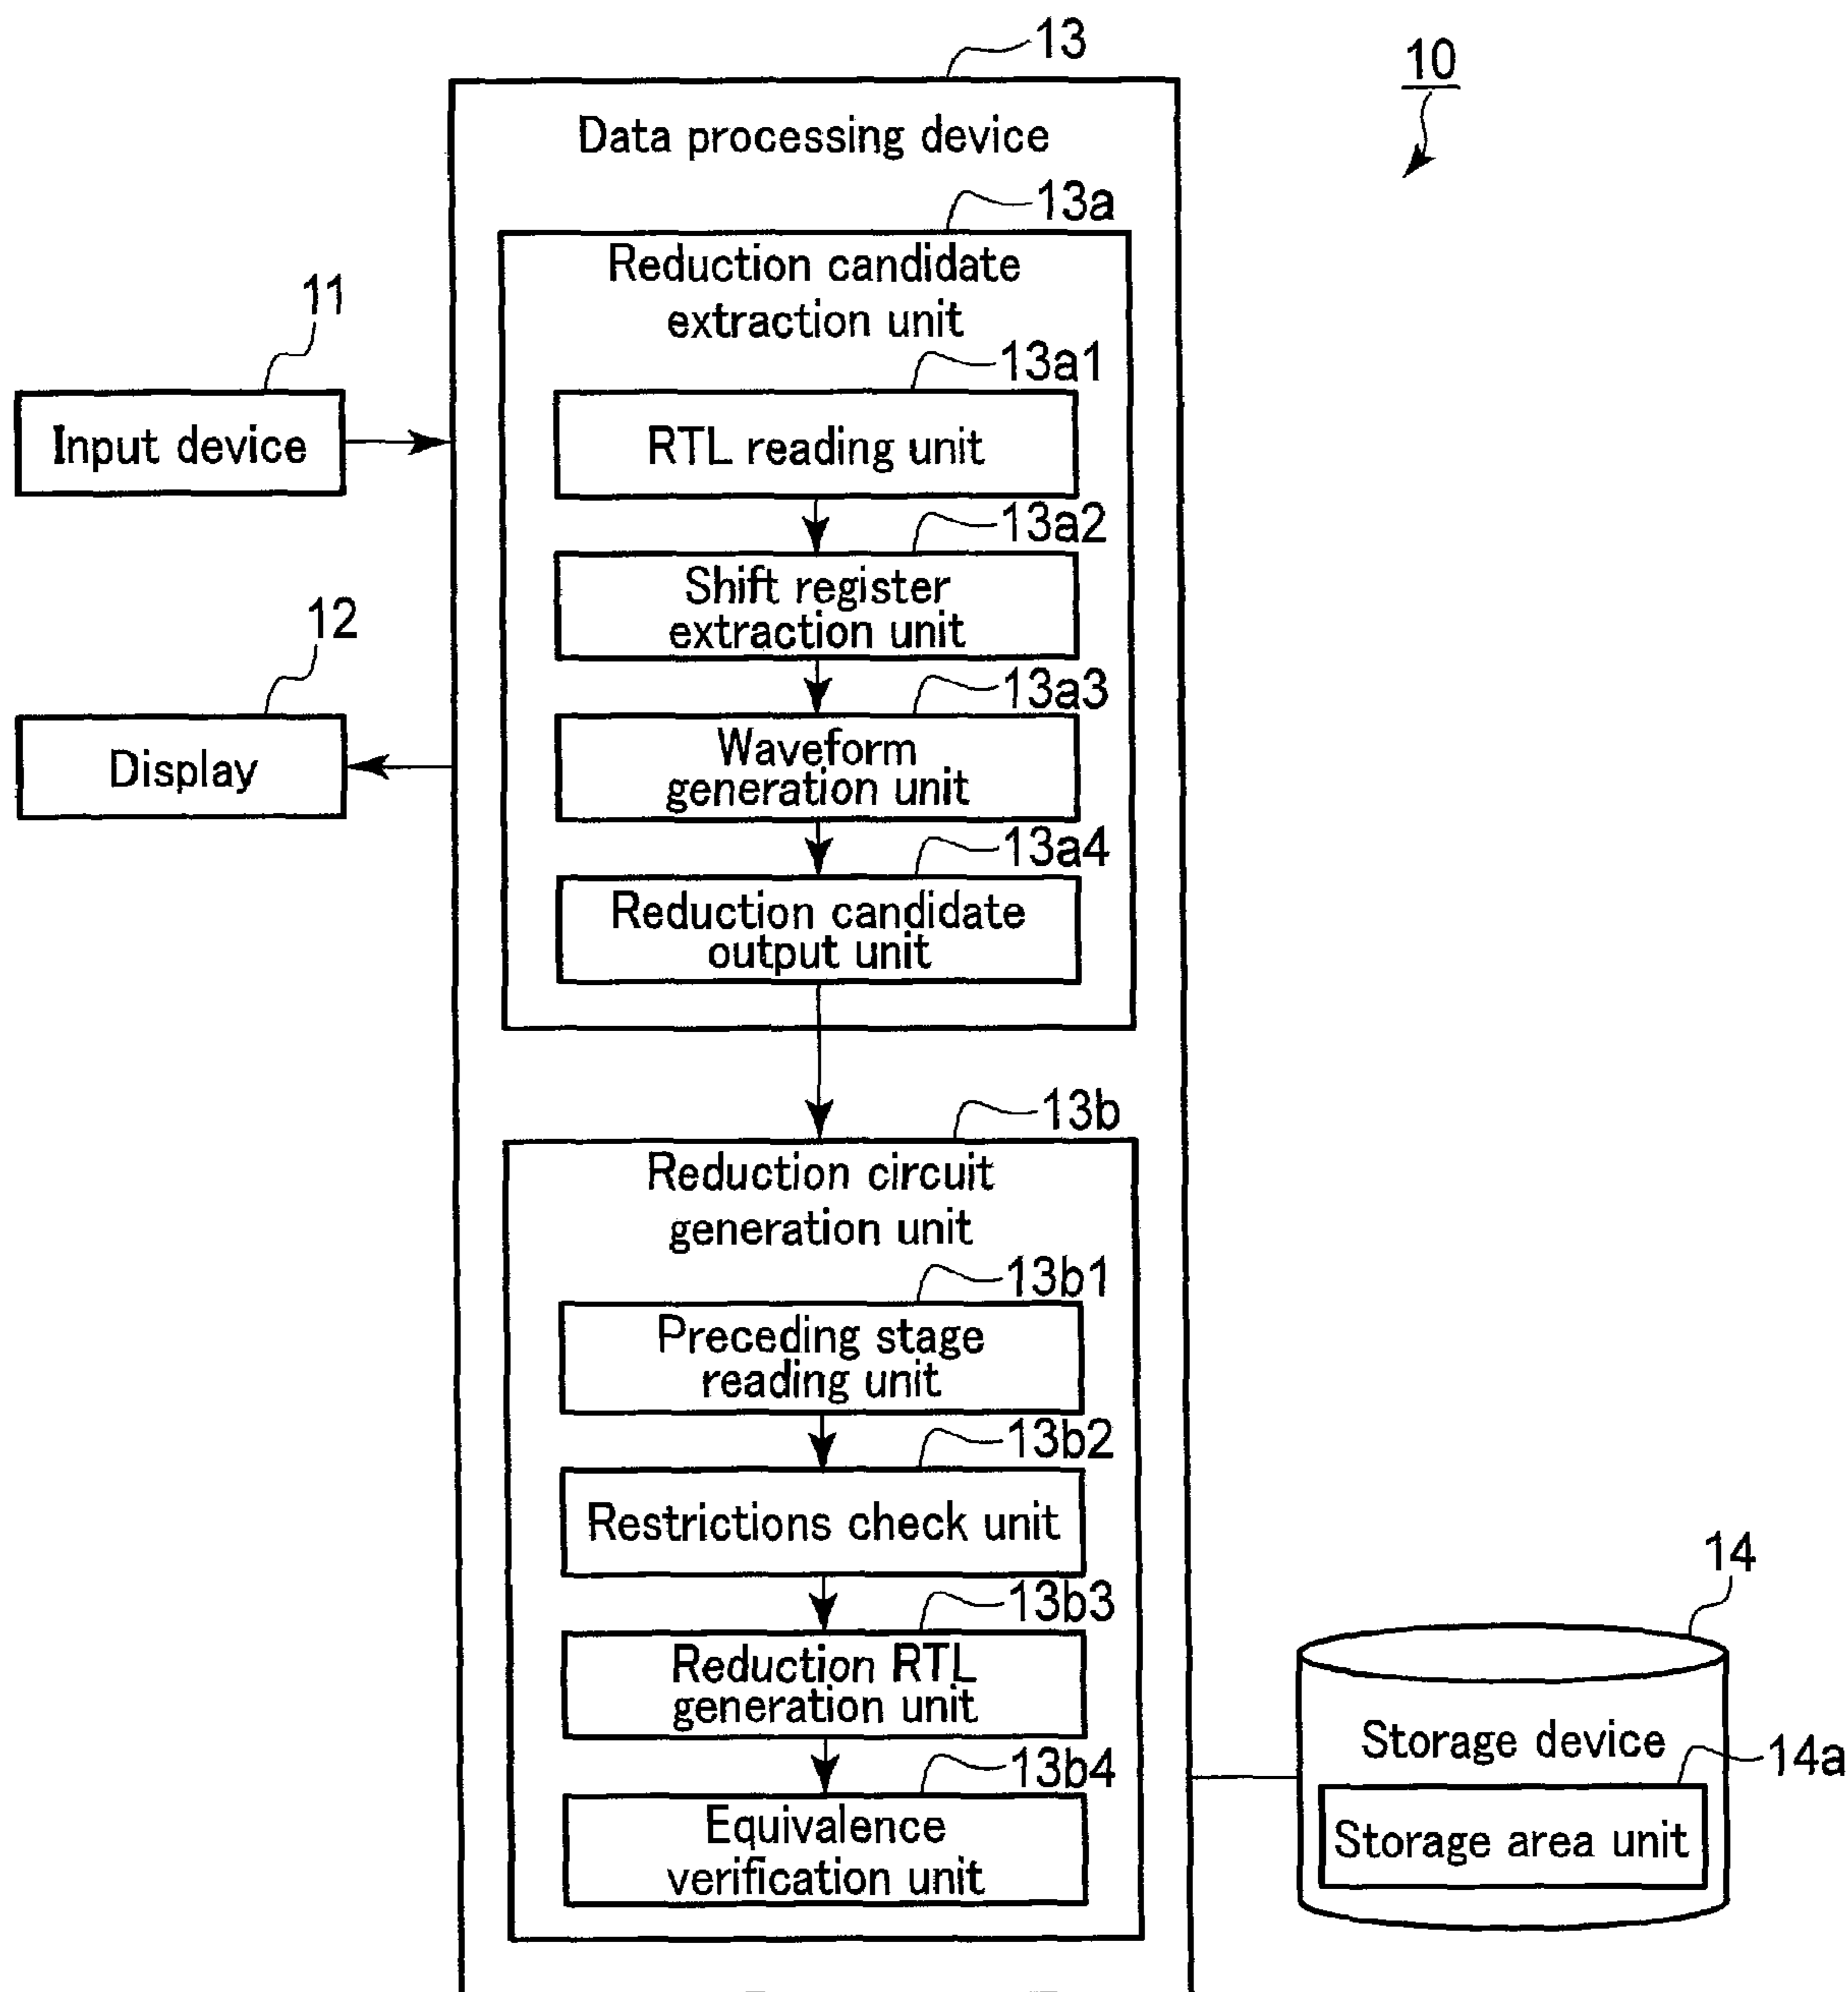 13
10
Data processing device
13a
Reduction candidate
extraction unit
11
13a1
Input device
RTL reading unit
13a2
Shift register
extraction unit
12
13a3
Display
Waveform
generation unit
13a4
Reduction candidate
output unit
13b
Reduction circuit
generation unit
13b1
Preceding stage
reading unit
13b2
Restrictions check unit
14
13b3
Reduction RTL
generation unit
Storage device
14a
13b4
Equivalence
verification unit
Storage area unit